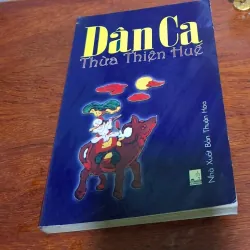 Dân Ca
Thừa Thiên Huế
Nhà Xuất Bản Thuận Hóa